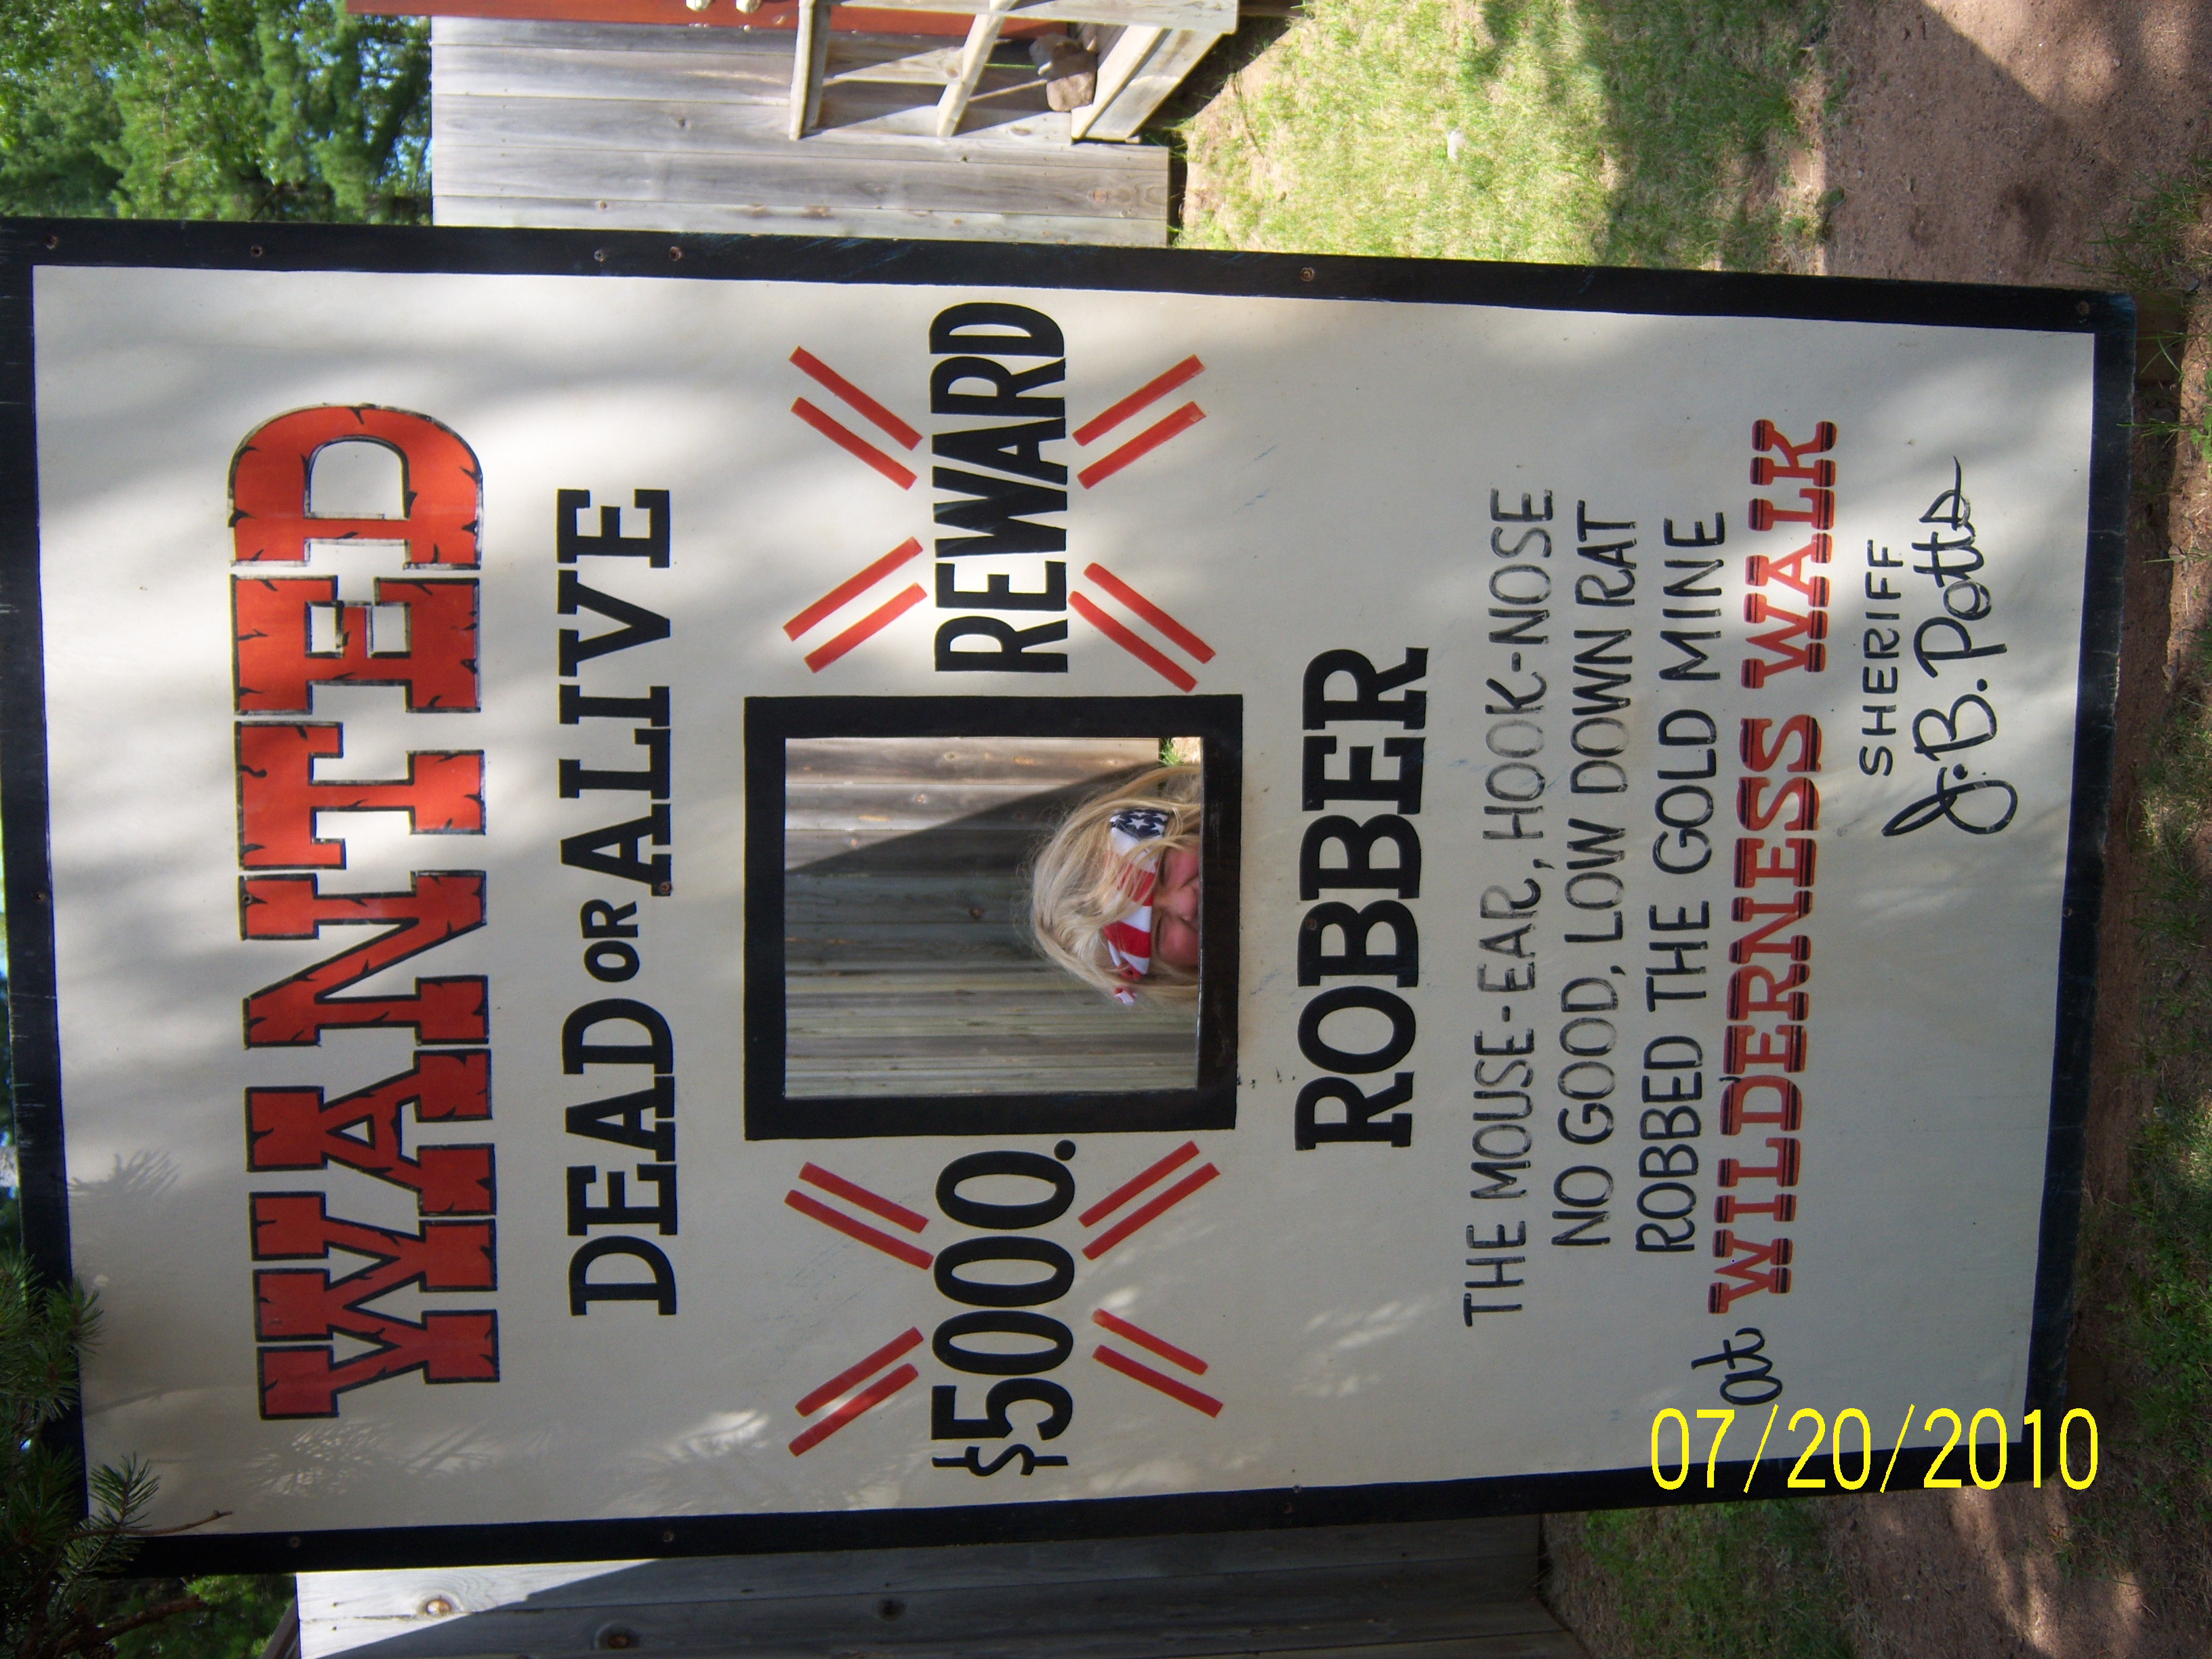 WANTED
DEAD OR ALIVE
$5000. REWARD
ROBBER
THE MOUSE-EAR, HOOK-NOSE
NO GOOD, LOW DOWN RAT
ROBBED THE GOLD MINE
at WILDERNESS WALK
SHERIFF
J.B. Potts
07/20/2010